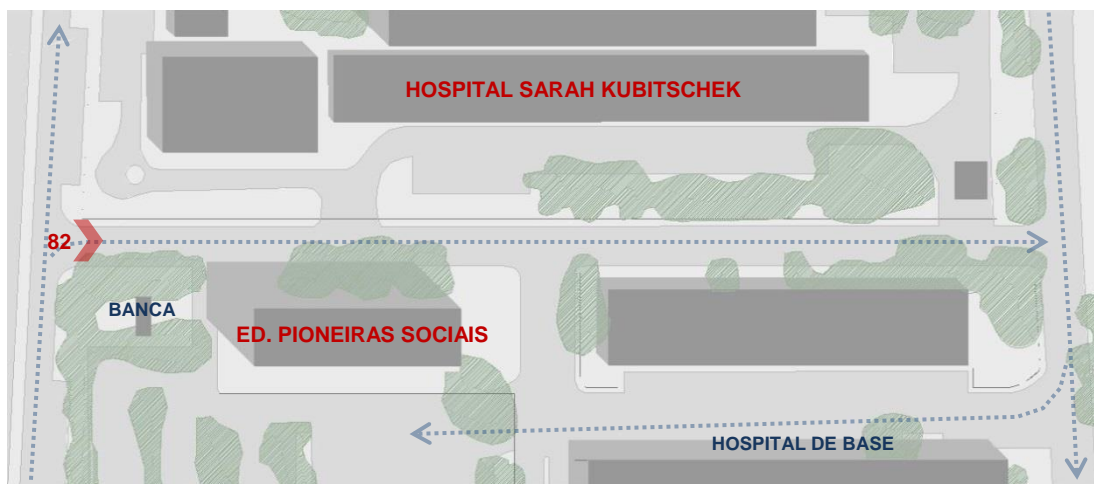 HOSPITAL SARAH KUBITSCHEK
82
BANCA
ED. PIONEIRAS SOCIAIS
HOSPITAL DE BASE